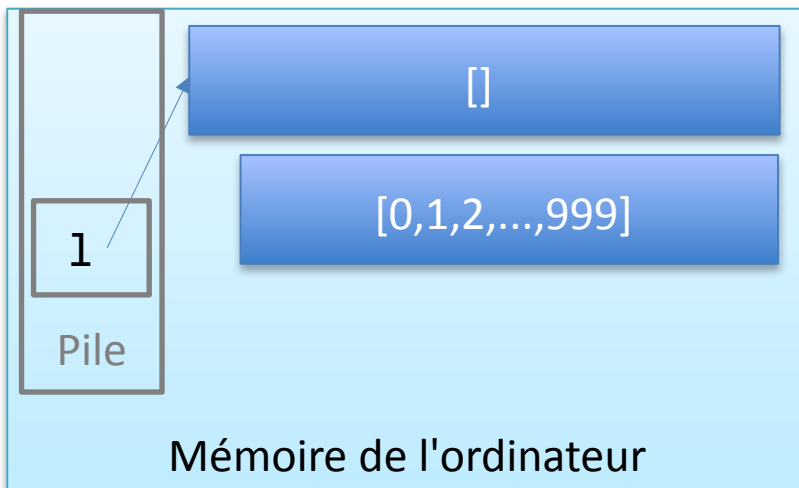 []
[0,1,2,...,999]
l
Pile
Mémoire de l'ordinateur